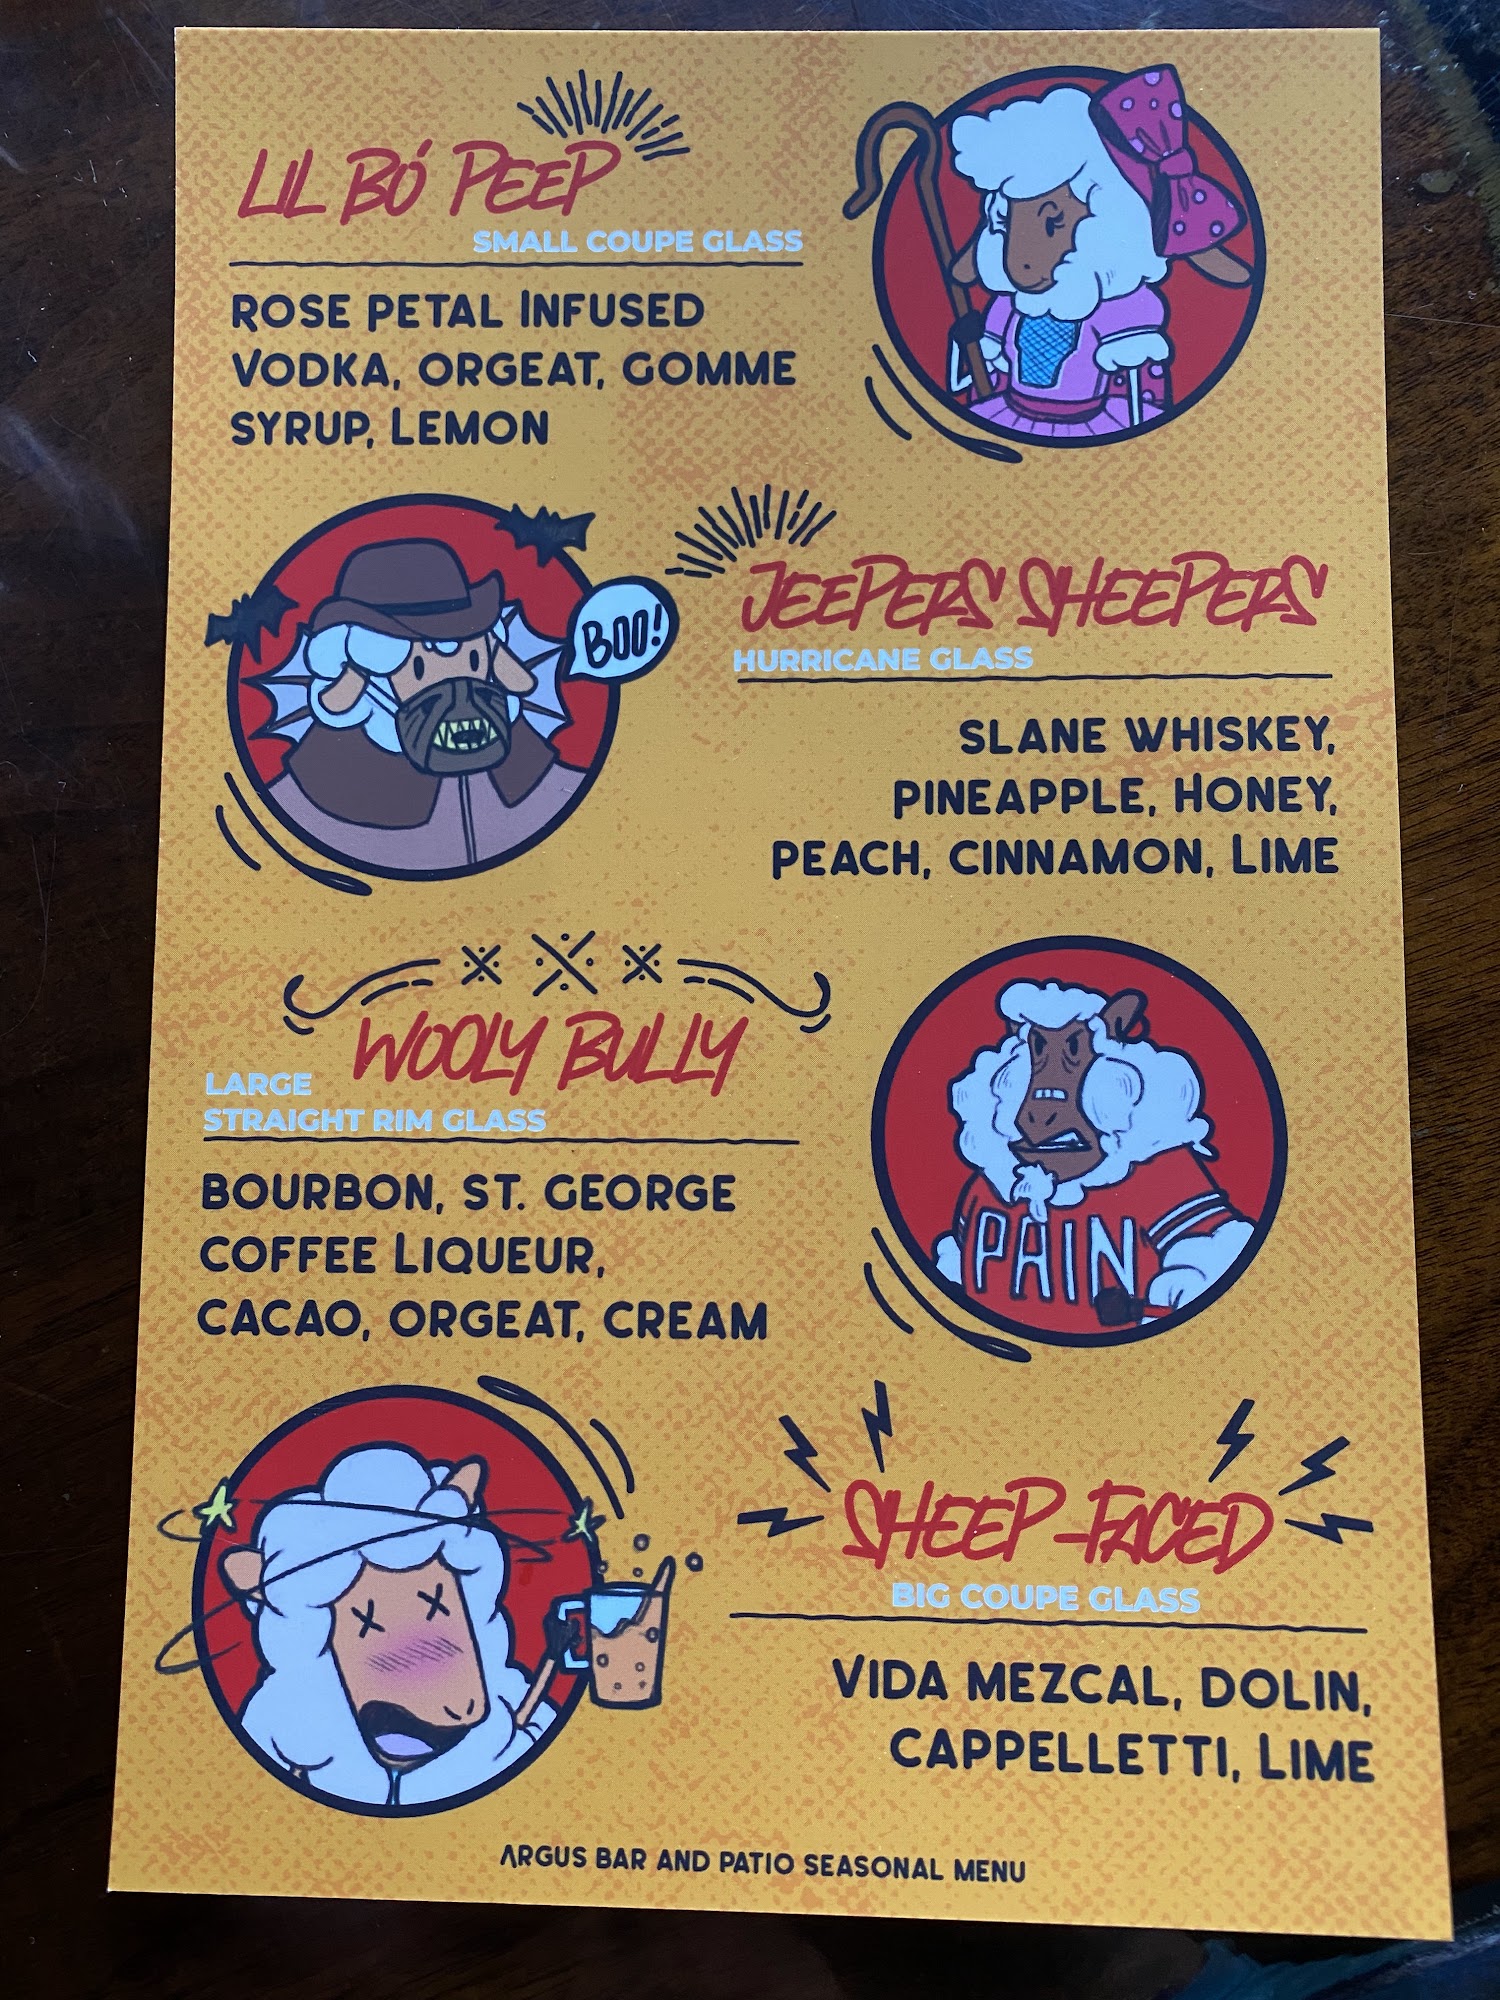 LIL BÓ PEEP
SMALL COUPE GLASS
ROSE PETAL INFUSED
VODKA, ORGEAT, GOMME
SYRUP, LEMON
BOO!
JEEPERS SHEEPERS
HURRICANE GLASS
SLANE WHISKEY,
PINEAPPLE, HONEY,
PEACH, CINNAMON, LIME
WOOLY BULLY
LARGE
STRAIGHT RIM GLASS
BOURBON, ST. GEORGE
COFFEE LIQUEUR,
CACAO, ORGEAT, CREAM
PAIN
SHEEP-FACED
BIG COUPE GLASS
VIDA MEZCAL, DOLIN,
CAPPELLETTI, LIME
ARGUS BAR AND PATIO SEASONAL MENU